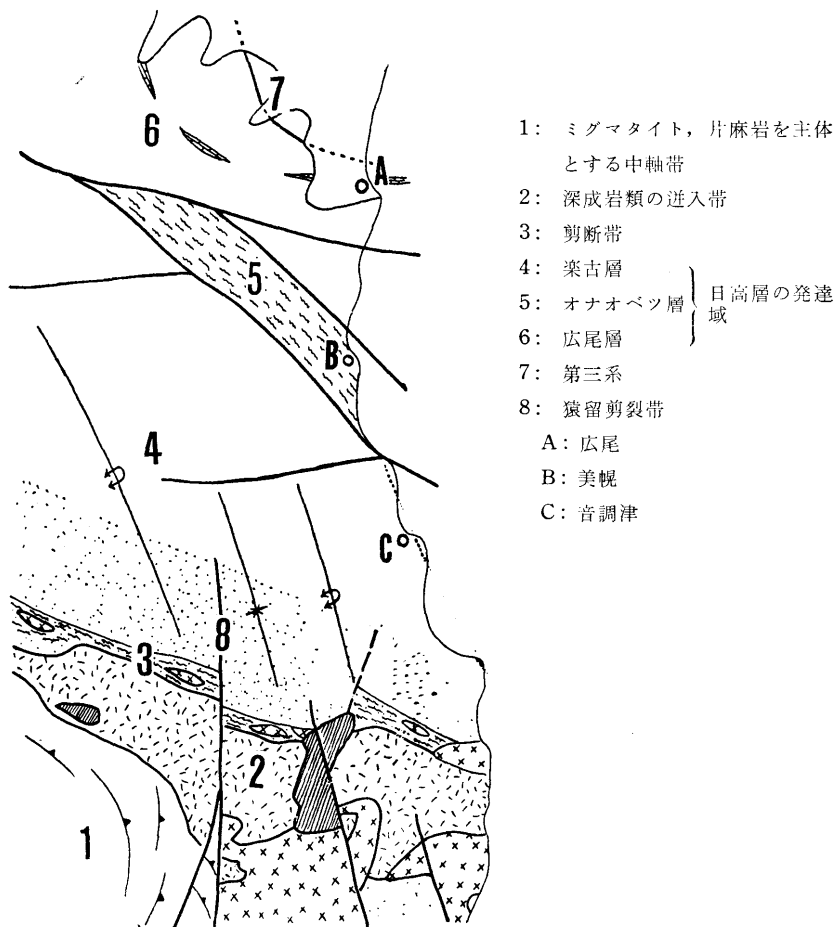 7
6
A
5
B
4
C
8
3
2
1
1: ミグマタイト,片麻岩を主体
とする中軸帯
2: 深成岩類の迸入帯
3: 剪断帯
4: 楽古層
5: オナオベツ層
6: 広尾層
日高層の発達
域
7: 第三系
8: 猿留剪裂帯
A: 広尾
B: 美幌
C: 音調津